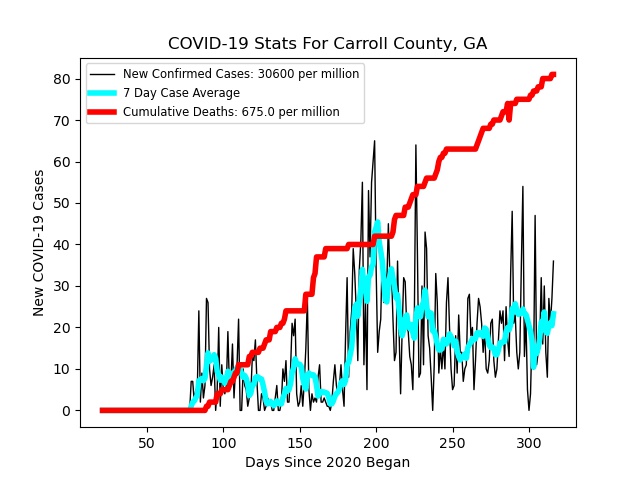 COVID-19 Stats For Carroll County, GA
New Confirmed Cases: 30600 per million
7 Day Case Average
Cumulative Deaths: 675.0 per million
New COVID-19 Cases
80
70
60
50
40
30
20
10
0
50 100 150 200 250 300
Days Since 2020 Began